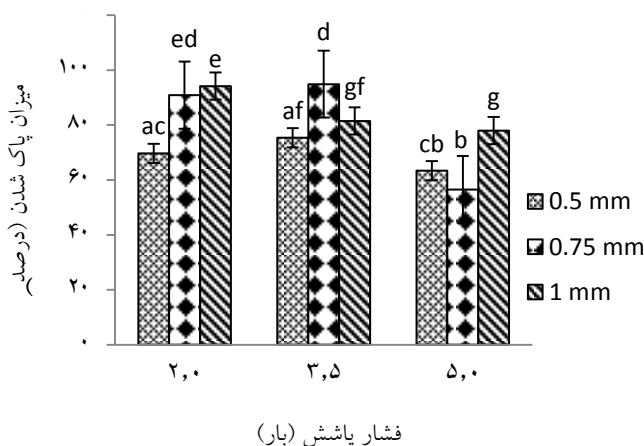 میزان پاک شدن (درصد)
۱۰۰
۸۰
۶۰
۴۰
۲۰
۰
ac
ed
e
af
d
gf
cb
b
g
0.5 mm
0.75 mm
1 mm
۲,۰
۳,۵
۵,۰
فشار پاشش (بار)